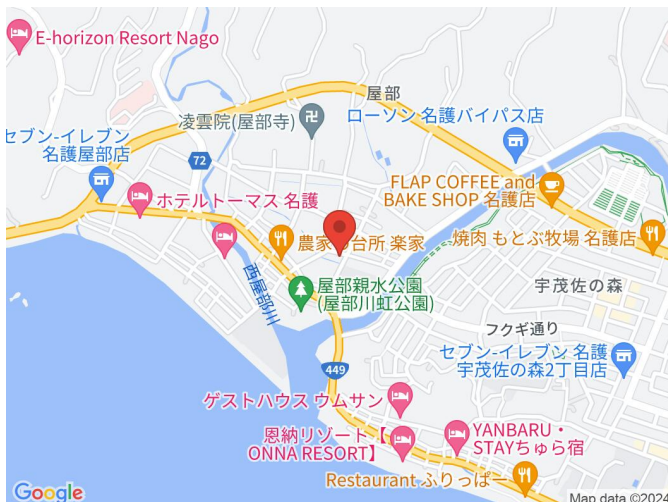 E-horizon Resort Nago
屋部
凌雲院(屋部寺)
ローソン 名護バイパス店
セブン-イレブン
名護屋部店
72
FLAP COFFEE and
BAKE SHOP 名護店
ホテルトーマス 名護
農家の台所 楽家
焼肉 もとぶ牧場 名護店
西屋部川
屋部親水公園
(屋部川虹公園)
宇茂佐の森
フクギ通り
449
セブン-イレブン 名護
宇茂佐の森2丁目店
ゲストハウス ウムサン
恩納リゾート【
ONNA RESORT】
YANBARU・
STAYちゅら宿
Restaurant ふりっぱー
Google
Map data ©2024